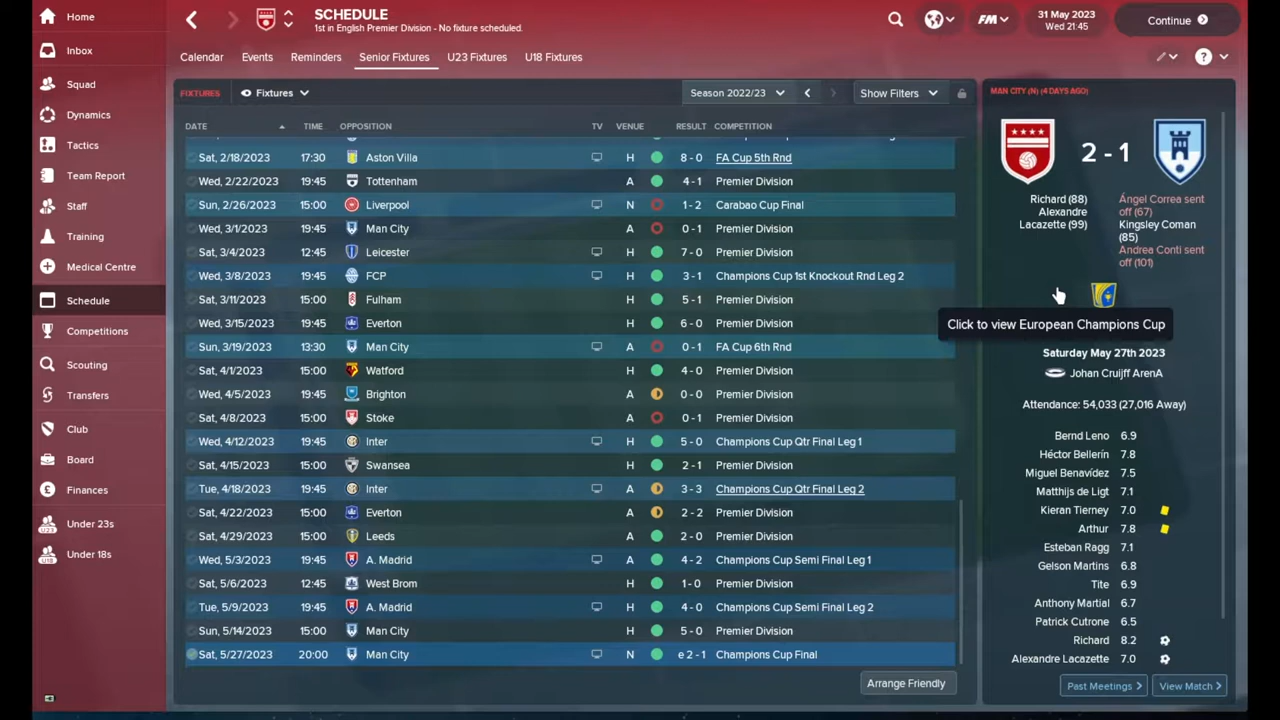 Home
Inbox
Squad
Dynamics
Tactics
Team Report
Staff
Training
Medical Centre
Schedule
Competitions
Scouting
Transfers
Club
Board
Finances
Under 23s
Under 18s
SCHEDULE
1st in English Premier Division - No fixture scheduled.
FM
31 May 2023
Wed 21:45
Continue
Calendar Events Reminders Senior Fixtures U23 Fixtures U18 Fixtures
?
FIXTURES Fixtures Season 2022/23 Show Filters
DATE TIME OPPOSITION TV VENUE RESULT COMPETITION
Sat, 2/18/2023 17:30 Aston Villa H 8 - 0 FA Cup 5th Rnd
Wed, 2/22/2023 19:45 Tottenham A 4 - 1 Premier Division
Sun, 2/26/2023 15:00 Liverpool N 1 - 2 Carabao Cup Final
Wed, 3/1/2023 19:45 Man City A 0 - 1 Premier Division
Sat, 3/4/2023 12:45 Leicester H 7 - 0 Premier Division
Wed, 3/8/2023 19:45 FCP H 3 - 1 Champions Cup 1st Knockout Rnd Leg 2
Sat, 3/11/2023 15:00 Fulham H 5 - 1 Premier Division
Wed, 3/15/2023 19:45 Everton H 6 - 0 Premier Division
Sun, 3/19/2023 13:30 Man City A 0 - 1 FA Cup 6th Rnd
Sat, 4/1/2023 15:00 Watford H 4 - 0 Premier Division
Wed, 4/5/2023 19:45 Brighton A 0 - 0 Premier Division
Sat, 4/8/2023 15:00 Stoke A 0 - 1 Premier Division
Wed, 4/12/2023 19:45 Inter H 5 - 0 Champions Cup Qtr Final Leg 1
Sat, 4/15/2023 15:00 Swansea H 2 - 1 Premier Division
Tue, 4/18/2023 19:45 Inter A 3 - 3 Champions Cup Qtr Final Leg 2
Sat, 4/22/2023 15:00 Everton A 2 - 2 Premier Division
Sat, 4/29/2023 15:00 Leeds A 2 - 0 Premier Division
Wed, 5/3/2023 19:45 A. Madrid A 4 - 2 Champions Cup Semi Final Leg 1
Sat, 5/6/2023 12:45 West Brom H 1 - 0 Premier Division
Tue, 5/9/2023 19:45 A. Madrid H 4 - 0 Champions Cup Semi Final Leg 2
Sun, 5/14/2023 15:00 Man City H 5 - 0 Premier Division
Sat, 5/27/2023 20:00 Man City N e 2 - 1 Champions Cup Final
Arrange Friendly
MAN CITY (N) (4 DAYS AGO)
2 - 1
Richard (88)
Alexandre
Lacazette (99)
Ángel Correa sent
off (67)
Kingsley Coman
(85)
Andrea Conti sent
off (101)
Click to view European Champions Cup
Saturday May 27th 2023
Johan Cruijff ArenA
Attendance: 54,033 (27,016 Away)
Bernd Leno 6.9
Héctor Bellerín 7.8
Miguel Benavídez 7.5
Matthijs de Ligt 7.1
Kieran Tierney 7.0
Arthur 7.8
Esteban Ragg 7.1
Gelson Martins 6.8
Tite 6.9
Anthony Martial 6.7
Patrick Cutrone 6.5
Richard 8.2
Alexandre Lacazette 7.0
Past Meetings > View Match >